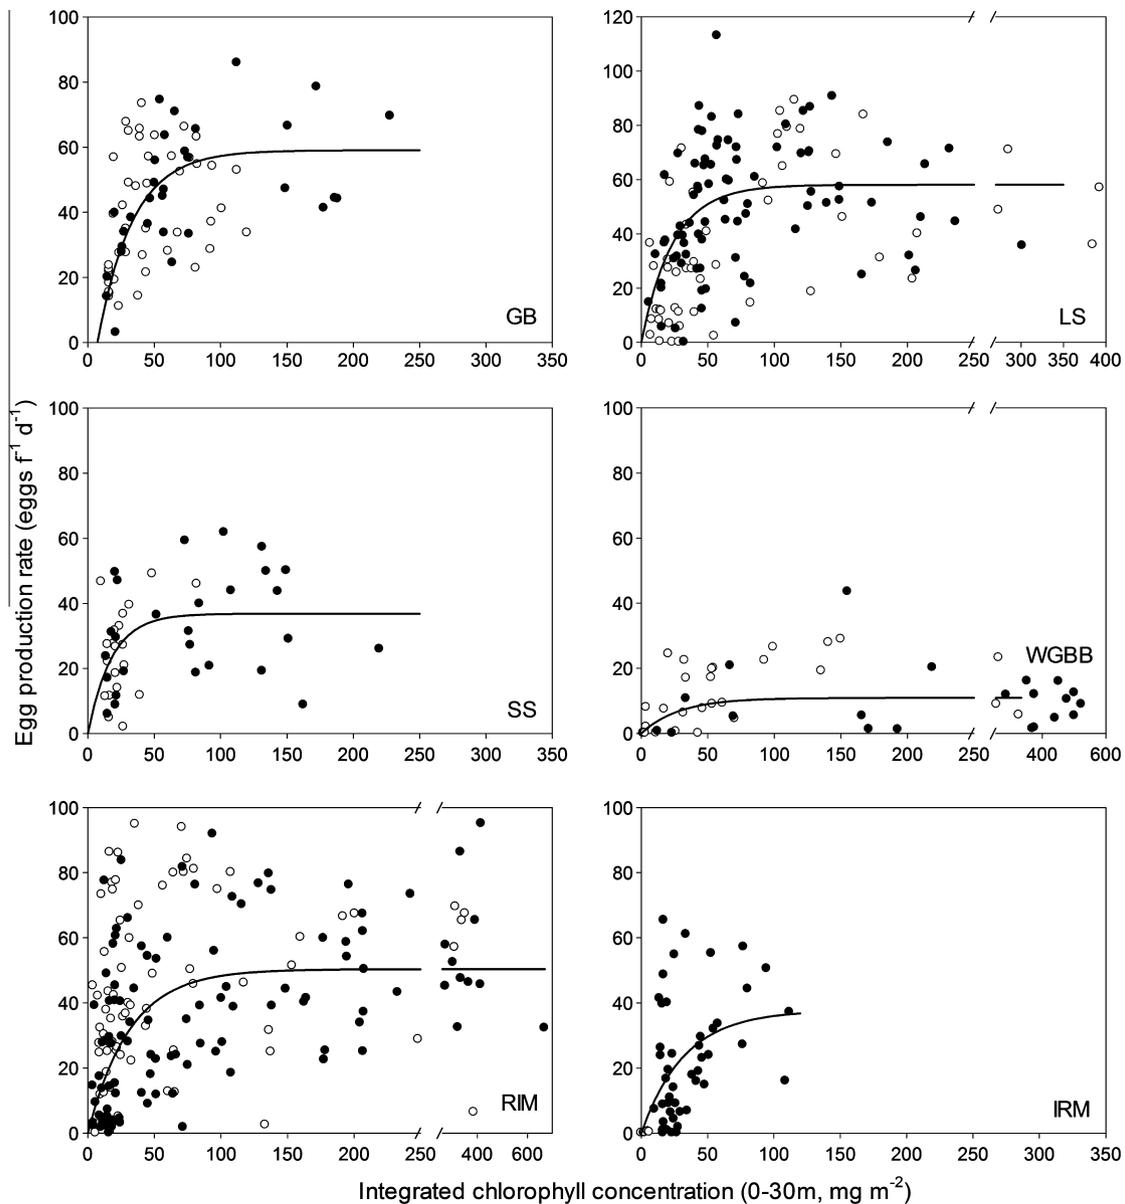 100
80
60
40
20
0
0 50 100 150 200 250 300 350
GB
120
100
80
60
40
20
0
0 50 100 150 200 250 300 350 400
LS
100
80
60
40
20
0
0 50 100 150 200 250 300 350
SS
100
80
60
40
20
0
0 50 100 150 200 250 400 600
WGBB
100
80
60
40
20
0
0 50 100 150 200 250 400 600
RIM
100
80
60
40
20
0
0 50 100 150 200 250 300 350
IRM
Egg production rate (eggs f⁻¹ d⁻¹)
Integrated chlorophyll concentration (0-30m, mg m⁻²)